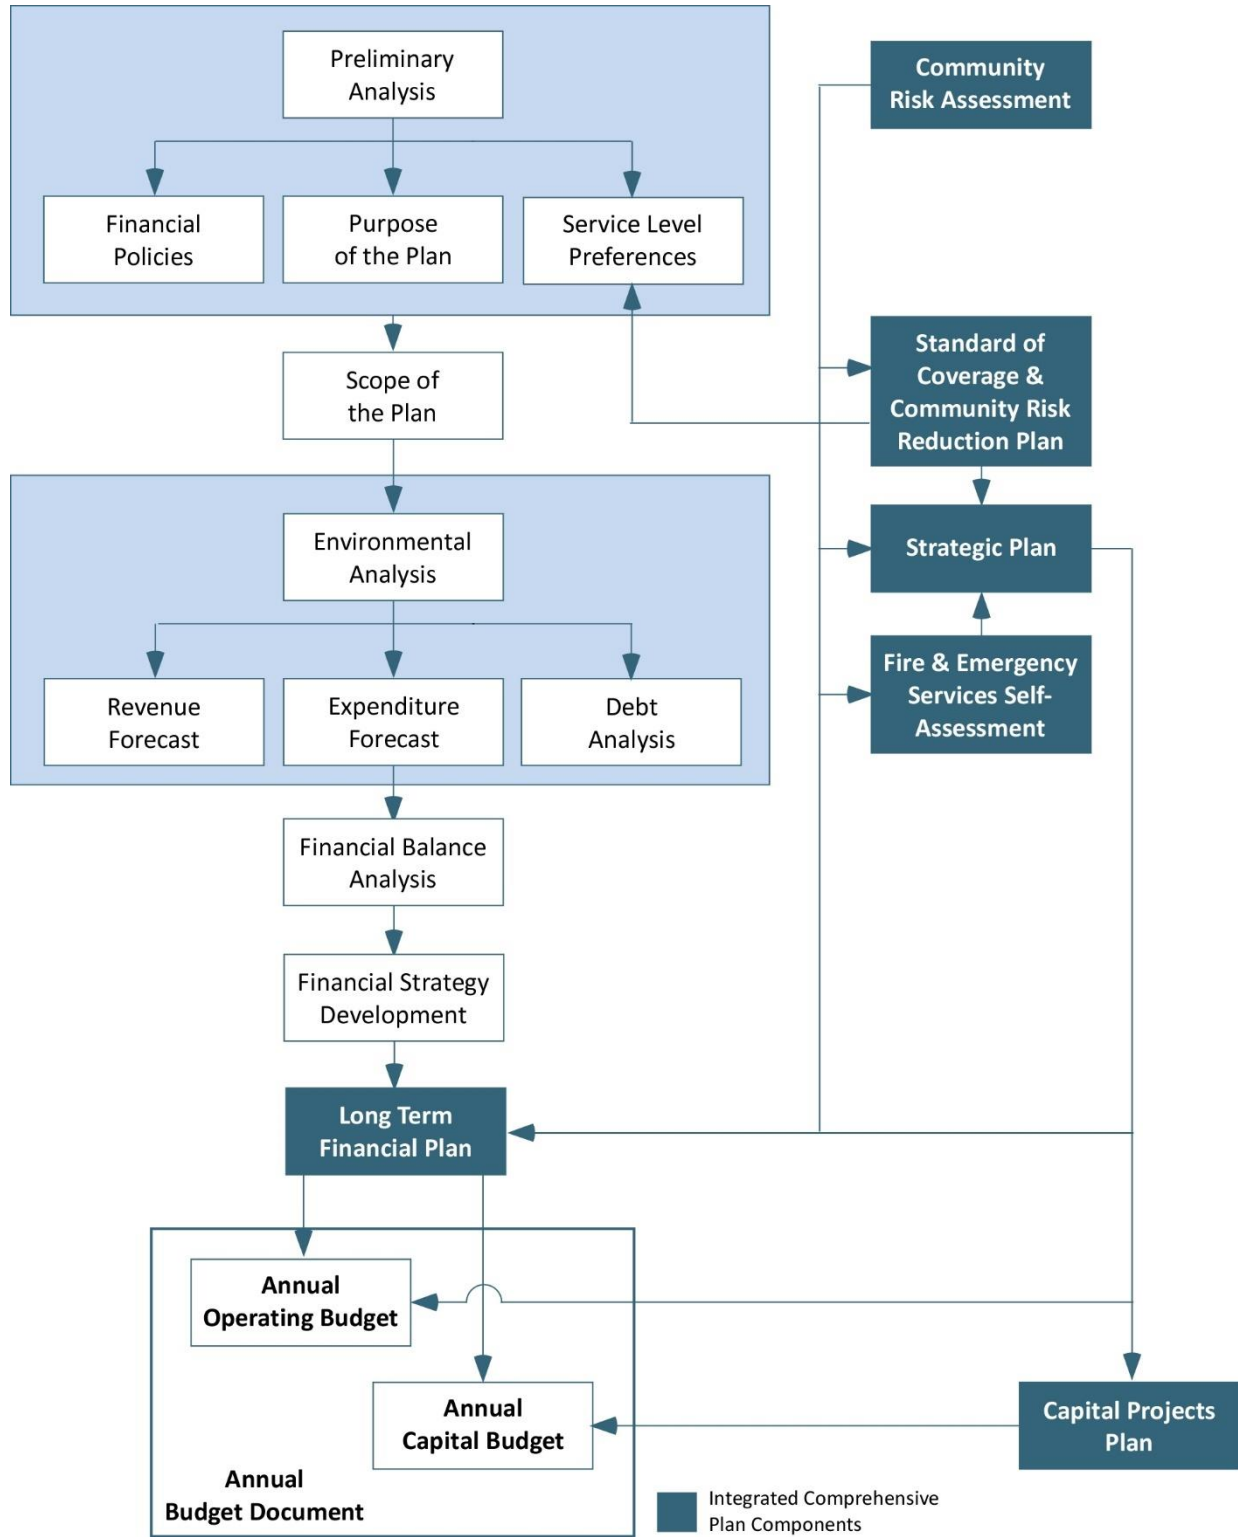 Preliminary
Analysis
Community
Risk Assessment
Financial
Policies
Purpose
of the Plan
Service Level
Preferences
Scope of
the Plan
Standard of
Coverage &
Community Risk
Reduction Plan
Environmental
Analysis
Strategic Plan
Revenue
Forecast
Expenditure
Forecast
Debt
Analysis
Fire & Emergency
Services Self-
Assessment
Financial Balance
Analysis
Financial Strategy
Development
Long Term
Financial Plan
Annual
Operating Budget
Annual
Capital Budget
Capital Projects
Plan
Annual
Budget Document
Integrated Comprehensive
Plan Components